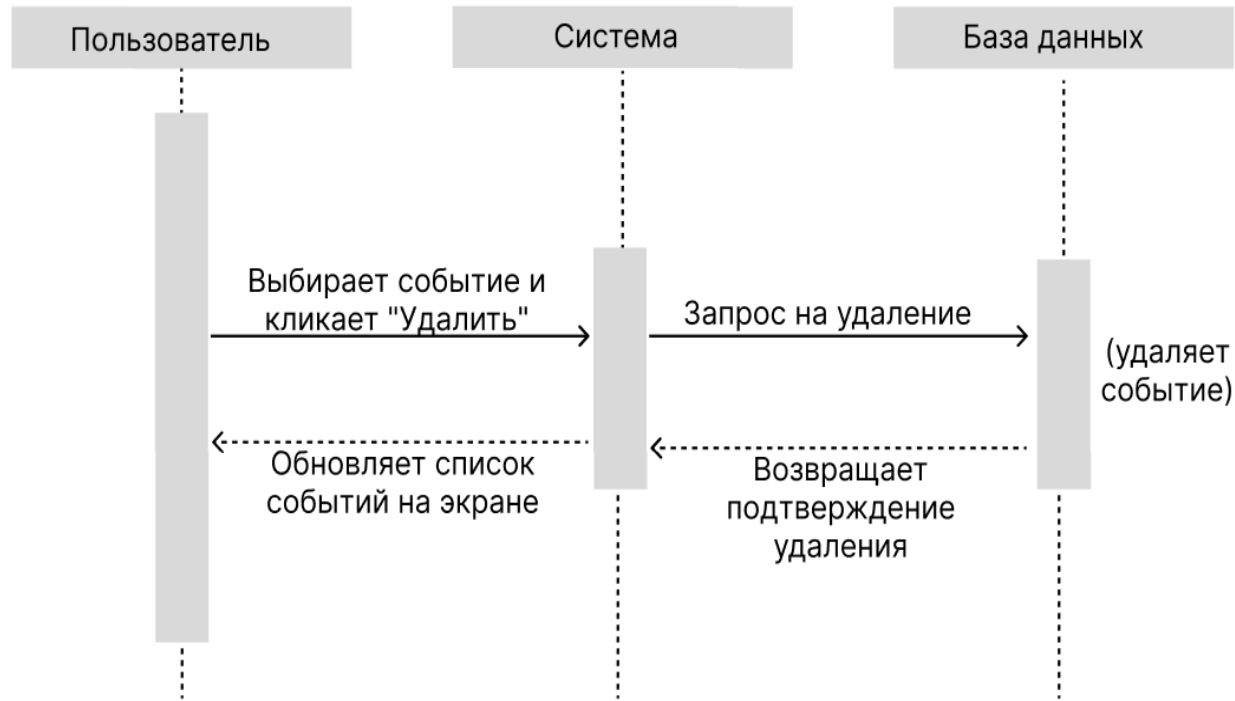 Пользователь
Система
База данных
Выбирает событие и
кликает "Удалить"
Запрос на удаление
(удаляет
событие)
Обновляет список
событий на экране
Возвращает
подтверждение
удаления